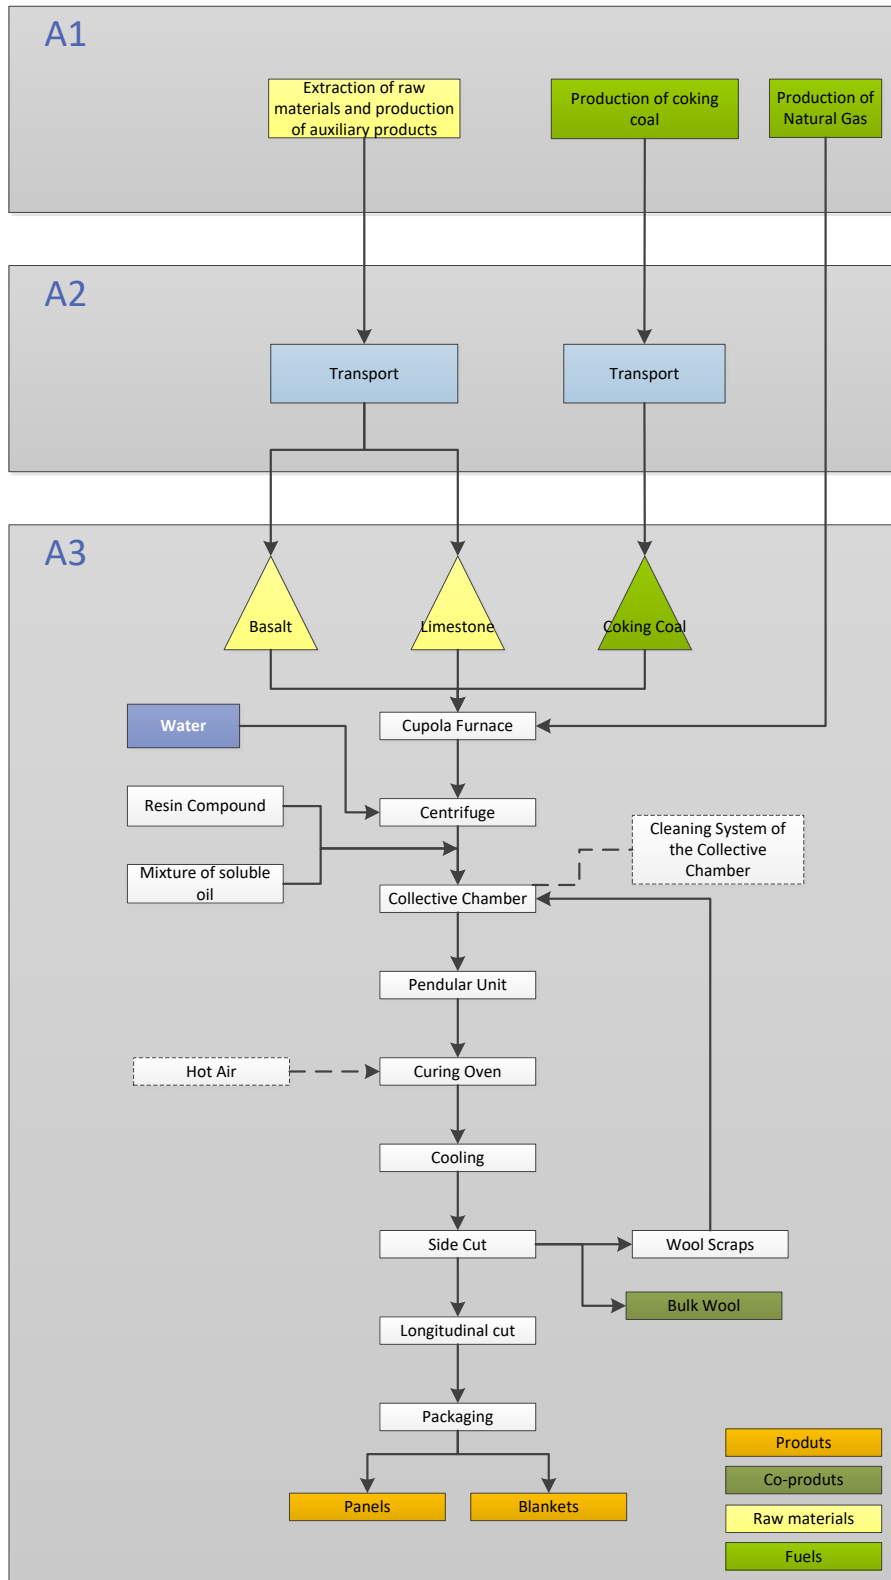 A1
Extraction of raw
materials and production
of auxiliary products
Production of coking
coal
Production of
Natural Gas
A2
Transport
Transport
A3
Basalt
Limestone
Coking Coal
Water
Cupola Furnace
Resin Compound
Centrifuge
Cleaning System of
the Collective
Chamber
Mixture of soluble
oil
Collective Chamber
Pendular Unit
Hot Air
Curing Oven
Cooling
Side Cut
Wool Scraps
Bulk Wool
Longitudinal cut
Packaging
Panels
Blankets
Produts
Co-produts
Raw materials
Fuels